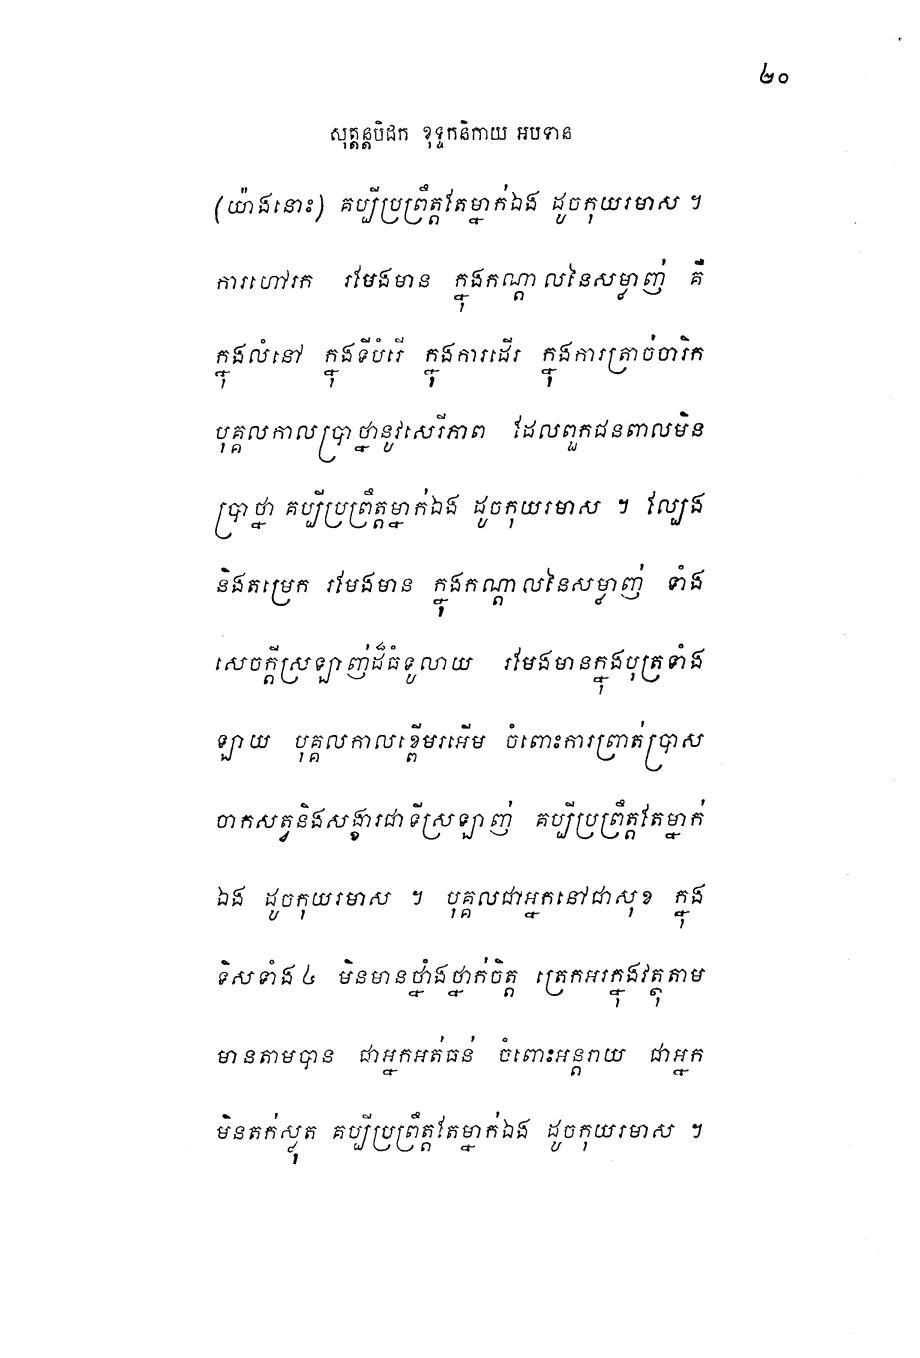 ២០
សុត្តន្តបិដក ខុទ្ទកនិកាយ អបទាន
(យ៉ាងនោះ) គប្បីប្រព្រឹត្តតែម្នាក់ឯង ដូចកុយរមាស ។
ការហៅរក រមែងមាន ក្នុងកណ្តាលនៃសម្លាញ់ គឺ
ក្នុងលំនៅ ក្នុងទីបំរើ ក្នុងការដើរ ក្នុងការត្រាច់ចារិក
បុគ្គលកាលប្រាថ្នានូវសេរីភាព ដែលពួកជនពាលមិន
ប្រាថ្នា គប្បីប្រព្រឹត្តម្នាក់ឯង ដូចកុយរមាស ។ ល្បែង
និងតម្រេក រមែងមាន ក្នុងកណ្តាលនៃសម្លាញ់ ទាំង
សេចក្តីស្រឡាញ់ដ៏ធំទូលាយ រមែងមានក្នុងបុត្រទាំង
ឡាយ បុគ្គលកាលខ្ពើមរអើម ចំពោះការព្រាត់ប្រាស
ចាកសត្វនិងសង្ខារជាទីស្រឡាញ់ គប្បីប្រព្រឹត្តតែម្នាក់
ឯង ដូចកុយរមាស ។ បុគ្គលជាអ្នកនៅជាសុខ ក្នុង
ទិសទាំង៤ មិនមានថ្នាំងថ្នាក់ចិត្ត ត្រេកអរក្នុងវត្ថុតាម
មានតាមបាន ជាអ្នកអត់ធន់ ចំពោះអន្តរាយ ជាអ្នក
មិនតក់ស្លុត គប្បីប្រព្រឹត្តតែម្នាក់ឯង ដូចកុយរមាស ។